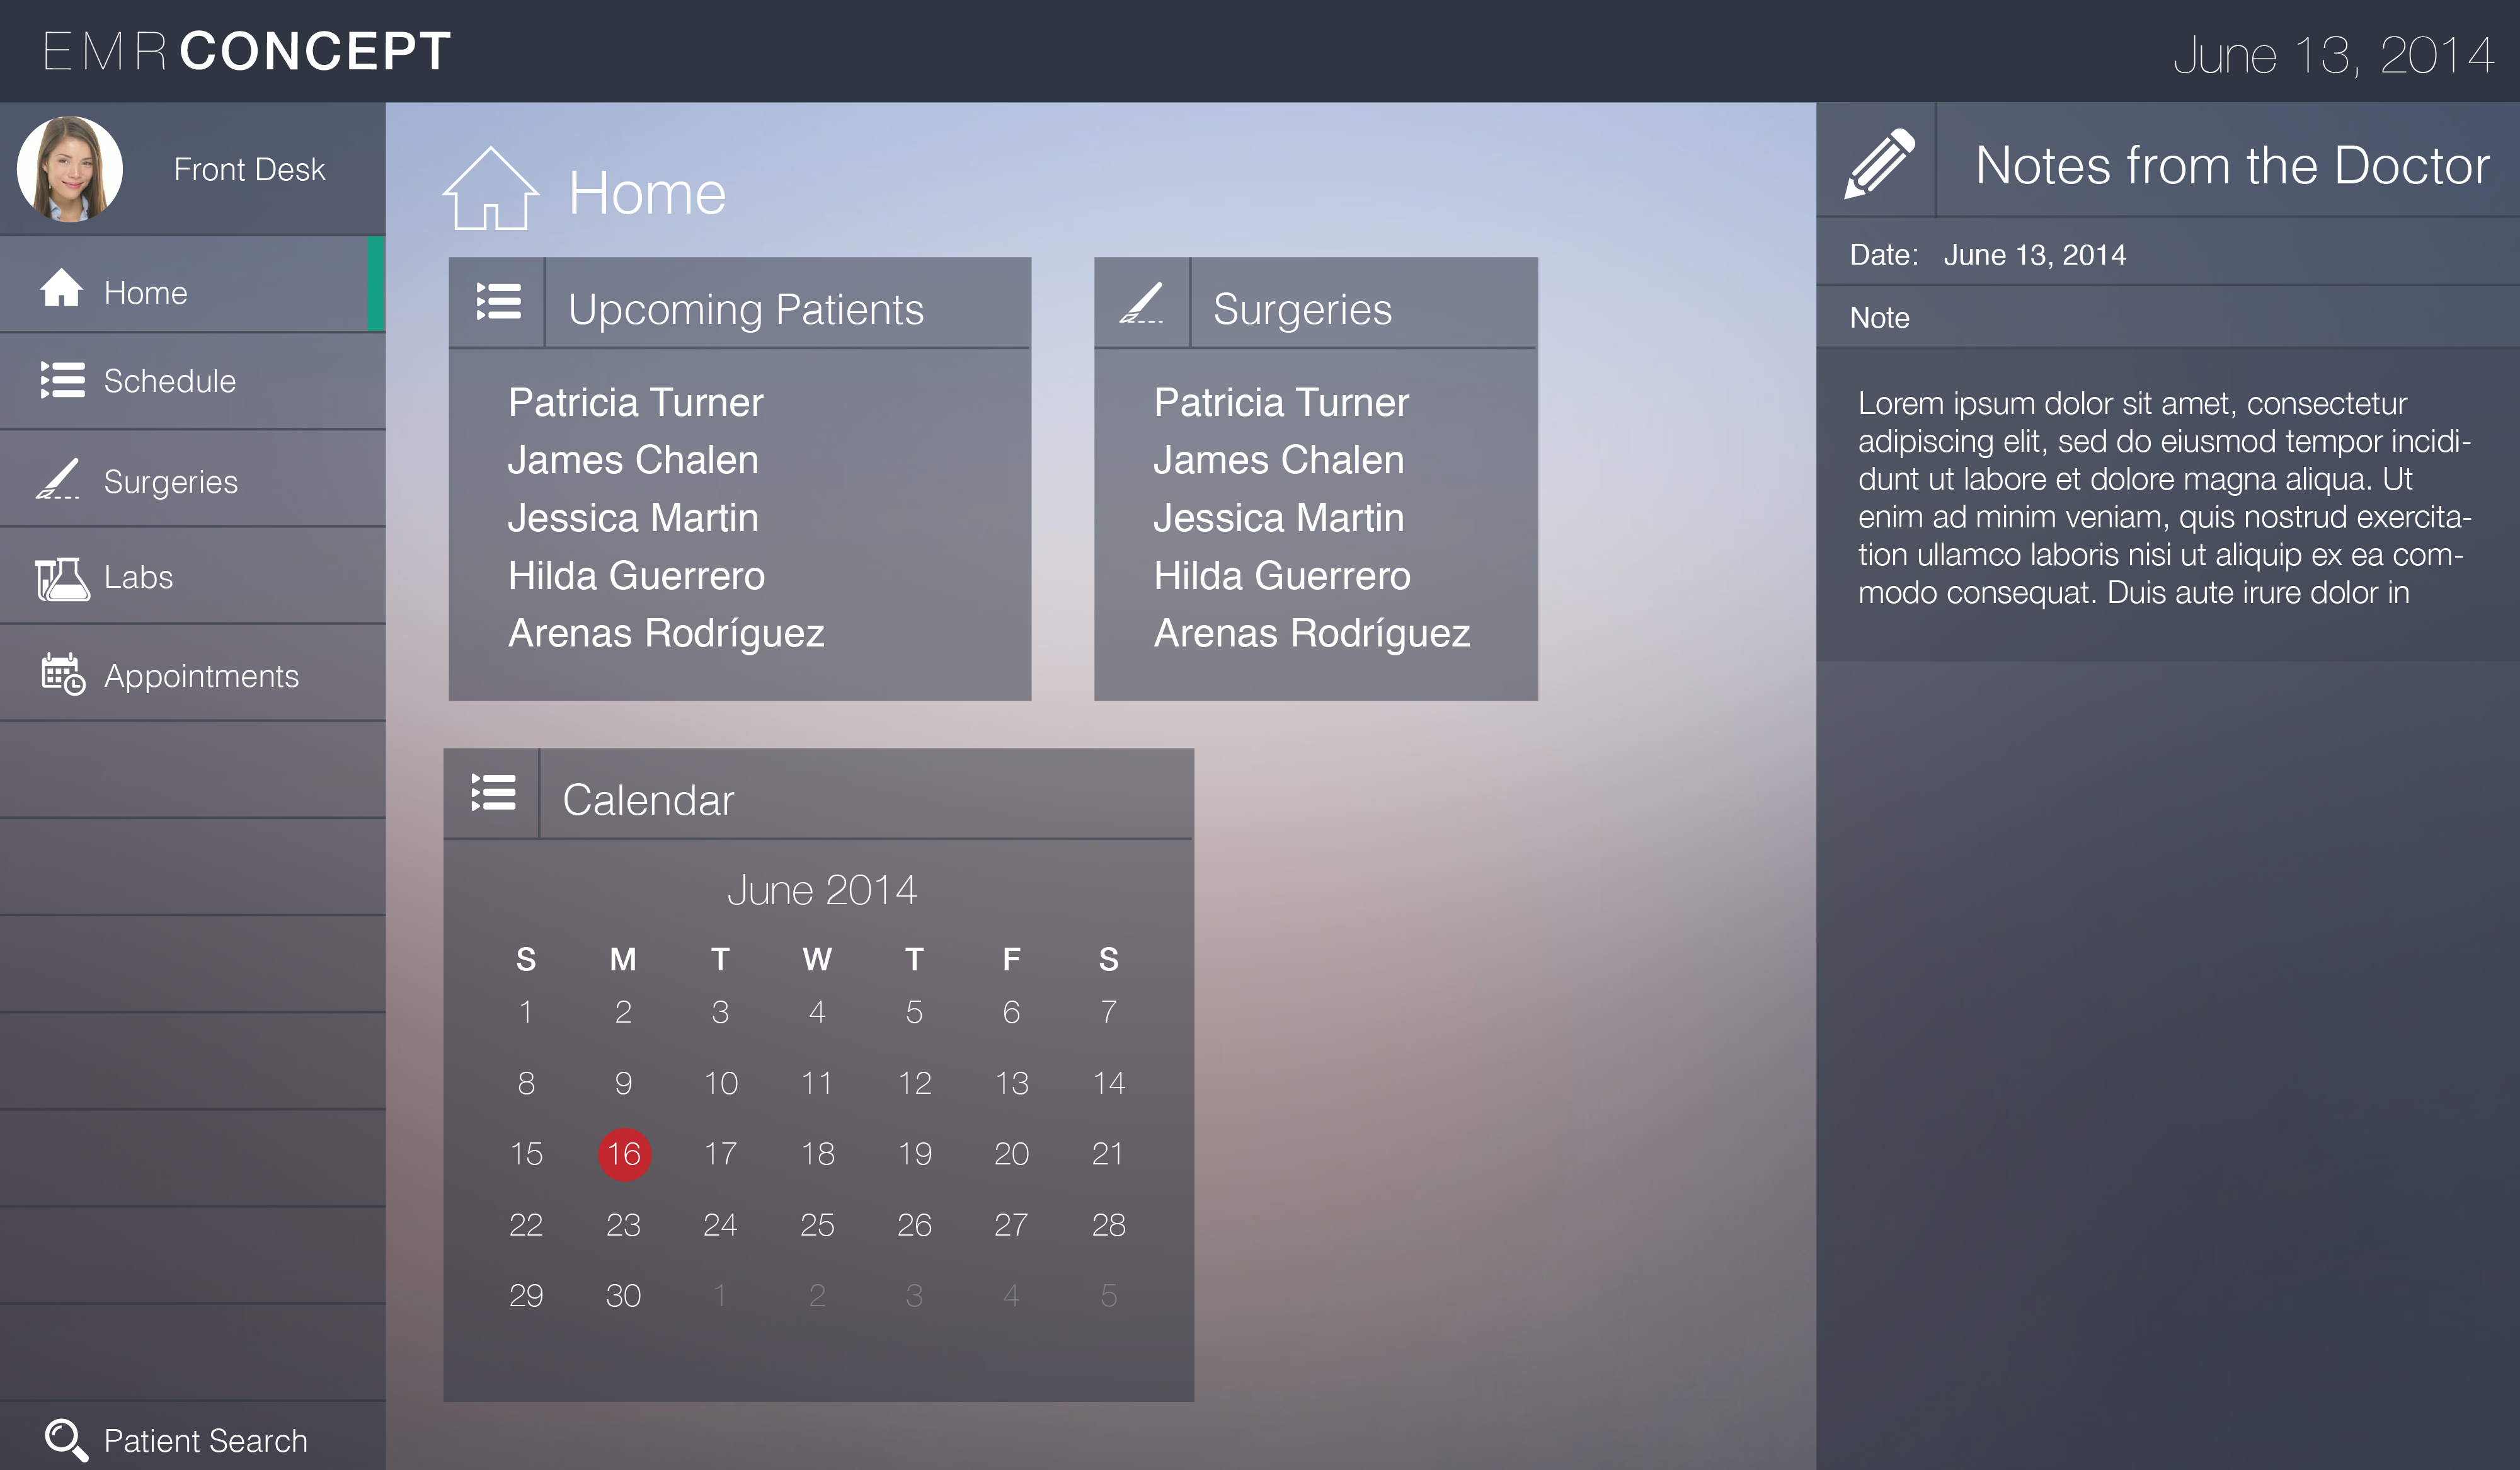 EMR CONCEPT
June 13, 2014
Front Desk
Home
Schedule
Surgeries
Labs
Appointments
Patient Search
Home
Upcoming Patients
Patricia Turner
James Chalen
Jessica Martin
Hilda Guerrero
Arenas Rodríguez
Surgeries
Patricia Turner
James Chalen
Jessica Martin
Hilda Guerrero
Arenas Rodríguez
Calendar
June 2014
S M T W T F S
1 2 3 4 5 6 7
8 9 10 11 12 13 14
15 16 17 18 19 20 21
22 23 24 25 26 27 28
29 30 1 2 3 4 5
Notes from the Doctor
Date: June 13, 2014
Note
Lorem ipsum dolor sit amet, consectetur
adipiscing elit, sed do eiusmod tempor incidi-
dunt ut labore et dolore magna aliqua. Ut
enim ad minim veniam, quis nostrud exercita-
tion ullamco laboris nisi ut aliquip ex ea com-
modo consequat. Duis aute irure dolor in